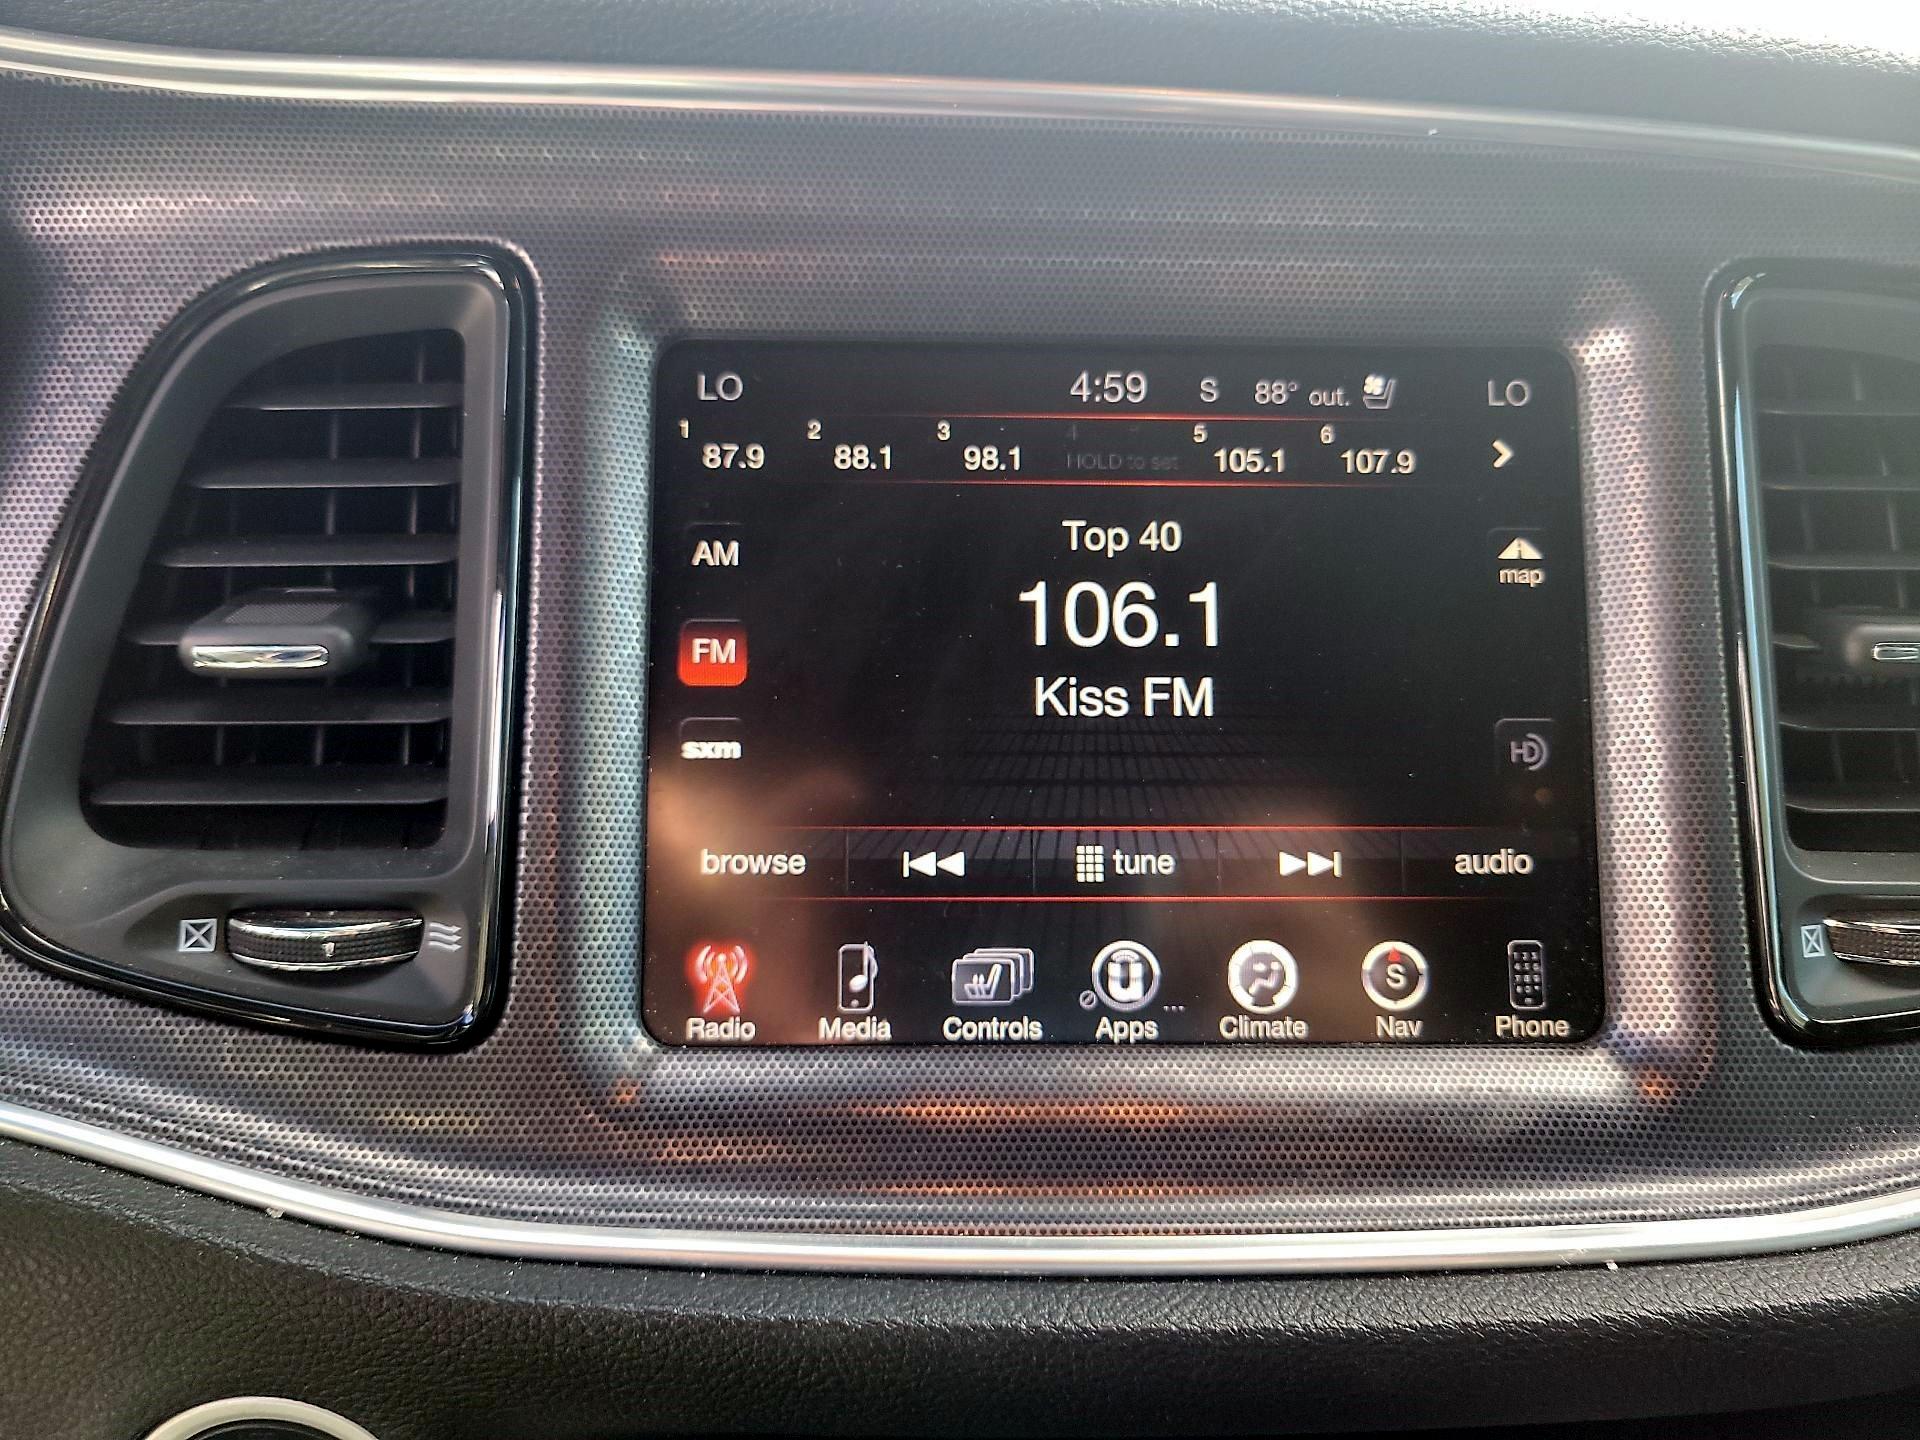 LO 4:59 S 88° out. LO
1 87.9 2 88.1 3 98.1 4 HOLD to set 5 105.1 6 107.9
Top 40
AM
map
106.1
FM
Kiss FM
sxm
HD
browse tune audio
S
Radio Media Controls Apps ... Climate Nav Phone